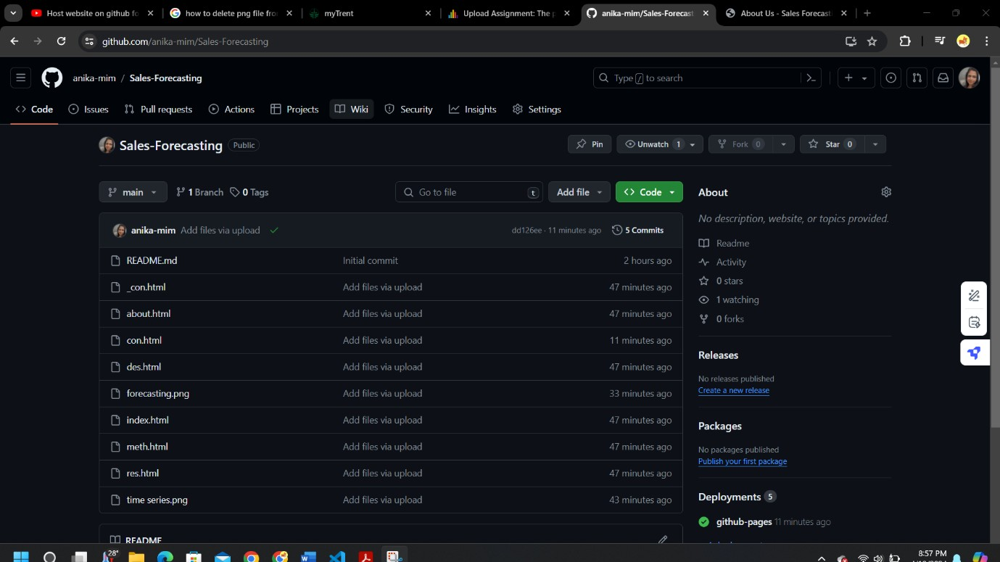 Host website on github fo
how to delete png file fro
myTrent
Upload Assignment: The p
anika-mim/Sales-Forecast
About Us - Sales Forecast
github.com/anika-mim/Sales-Forecasting
anika-mim / Sales-Forecasting
Type / to search
Code Issues Pull requests Actions Projects Wiki Security Insights Settings
Sales-Forecasting Public
Pin Unwatch 1 Fork 0 Star 0
main 1 Branch 0 Tags Go to file t Add file Code
About
No description, website, or topics provided.
anika-mim Add files via upload dd126ee · 11 minutes ago 5 Commits
README.md Initial commit 2 hours ago
_con.html Add files via upload 47 minutes ago
about.html Add files via upload 47 minutes ago
con.html Add files via upload 11 minutes ago
des.html Add files via upload 47 minutes ago
forecasting.png Add files via upload 33 minutes ago
index.html Add files via upload 47 minutes ago
meth.html Add files via upload 47 minutes ago
res.html Add files via upload 47 minutes ago
time series.png Add files via upload 43 minutes ago
README
Readme
Activity
0 stars
1 watching
0 forks
Releases
No releases published
Create a new release
Packages
No packages published
Publish your first package
Deployments 5
github-pages 11 minutes ago
28°
8:57 PM